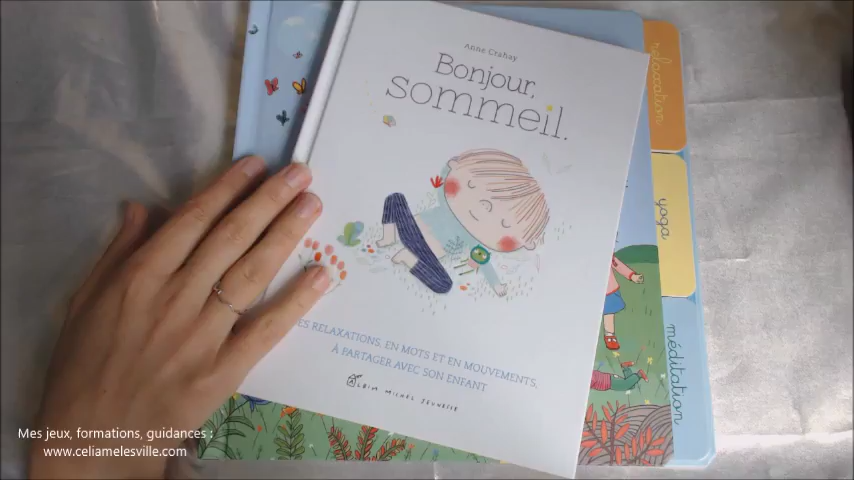 Anne Crahay
Bonjour,
sommeil.
ES RELAXATIONS, EN MOTS ET EN MOUVEMENTS,
À PARTAGER AVEC SON ENFANT
ALBIN MICHEL JEUNESSE
relaxation
yoga
méditation
Mes jeux, formations, guidances :
www.celiamelesville.com